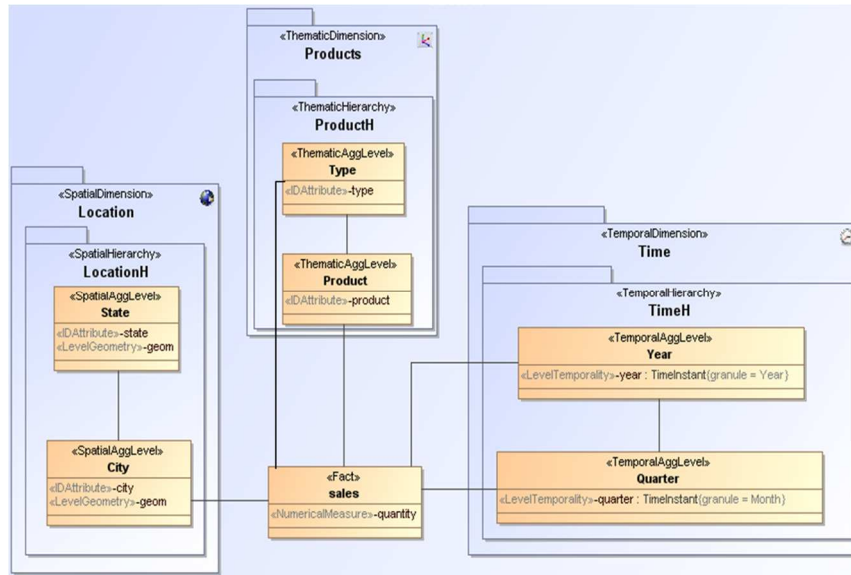 «ThematicDimension»
Products
«ThematicHierarchy»
ProductH
«ThematicAggLevel»
Type
«IDAttribute»-type
«ThematicAggLevel»
Product
«IDAttribute»-product
«SpatialDimension»
Location
«SpatialHierarchy»
LocationH
«SpatialAggLevel»
State
«IDAttribute»-state
«LevelGeometry»-geom
«SpatialAggLevel»
City
«IDAttribute»-city
«LevelGeometry»-geom
«Fact»
sales
«NumericalMeasure»-quantity
«TemporalDimension»
Time
«TemporalHierarchy»
TimeH
«TemporalAggLevel»
Year
«LevelTemporality»-year : TimeInstant{granule = Year}
«TemporalAggLevel»
Quarter
«LevelTemporality»-quarter : TimeInstant{granule = Month}